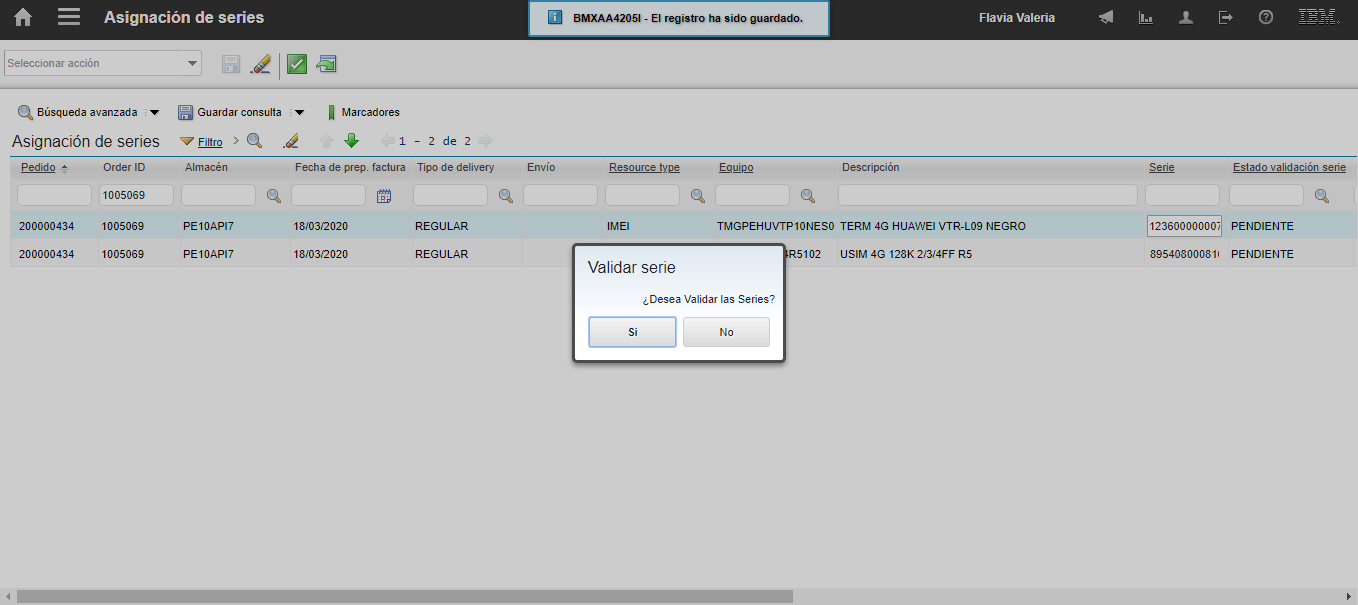 Asignación de series
BMXAA4205I - El registro ha sido guardado.
Flavia Valeria
IBM.
Seleccionar acción
Búsqueda avanzada
Guardar consulta
Marcadores
Asignación de series
Filtro
1 - 2 de 2
Pedido Order ID Almacén Fecha de prep. factura Tipo de delivery Envío Resource type Equipo Descripción Serie Estado validación serie
1005069
200000434 1005069 PE10API7 18/03/2020 REGULAR IMEI TMGPEHUVTP10NES0 TERM 4G HUAWEI VTR-L09 NEGRO 123600000007 PENDIENTE
200000434 1005069 PE10API7 18/03/2020 REGULAR R5102 USIM 4G 128K 2/3/4FF R5 895408000810 PENDIENTE
Validar serie
¿Desea Validar las Series?
Si No